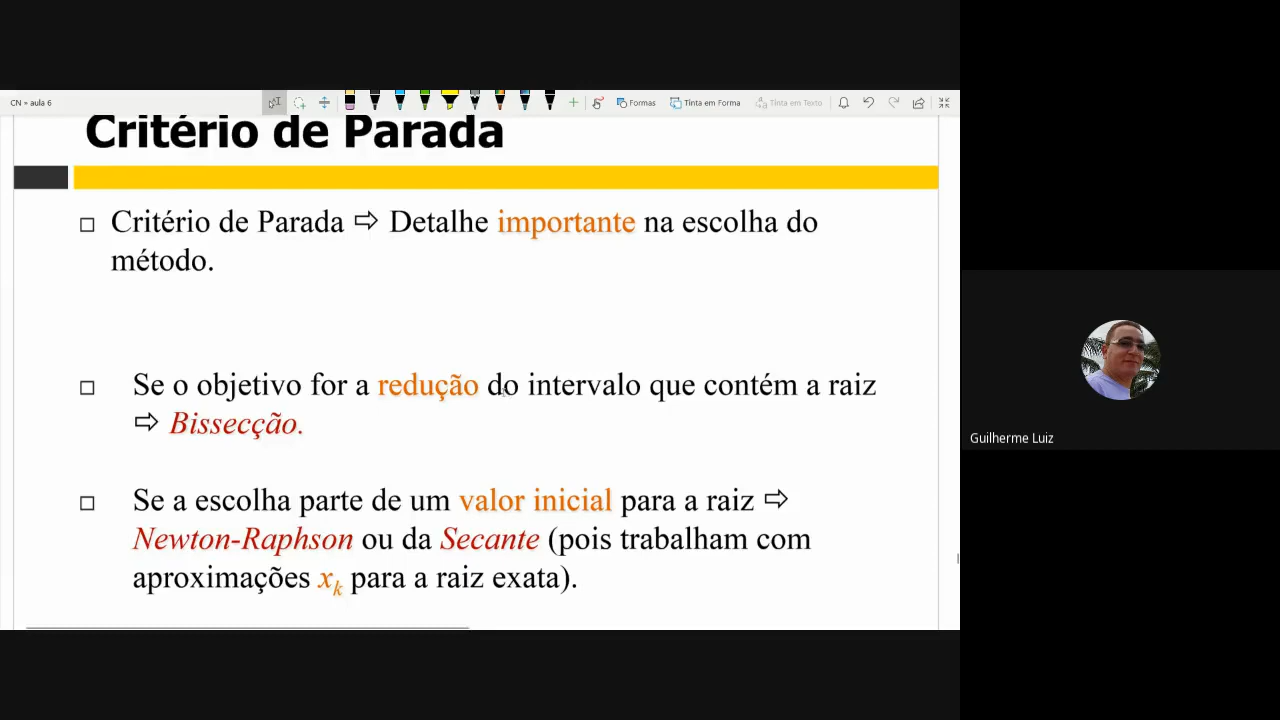 CN = aula 6
Formas
Tinta em Forma
Tinta em Texto
Critério de Parada
Critério de Parada ⇨ Detalhe importante na escolha do
método.
Se o objetivo for a redução do intervalo que contém a raiz
⇨ Bissecção.
Se a escolha parte de um valor inicial para a raiz ⇨
Newton-Raphson ou da Secante (pois trabalham com
aproximações xk para a raiz exata).
Guilherme Luiz